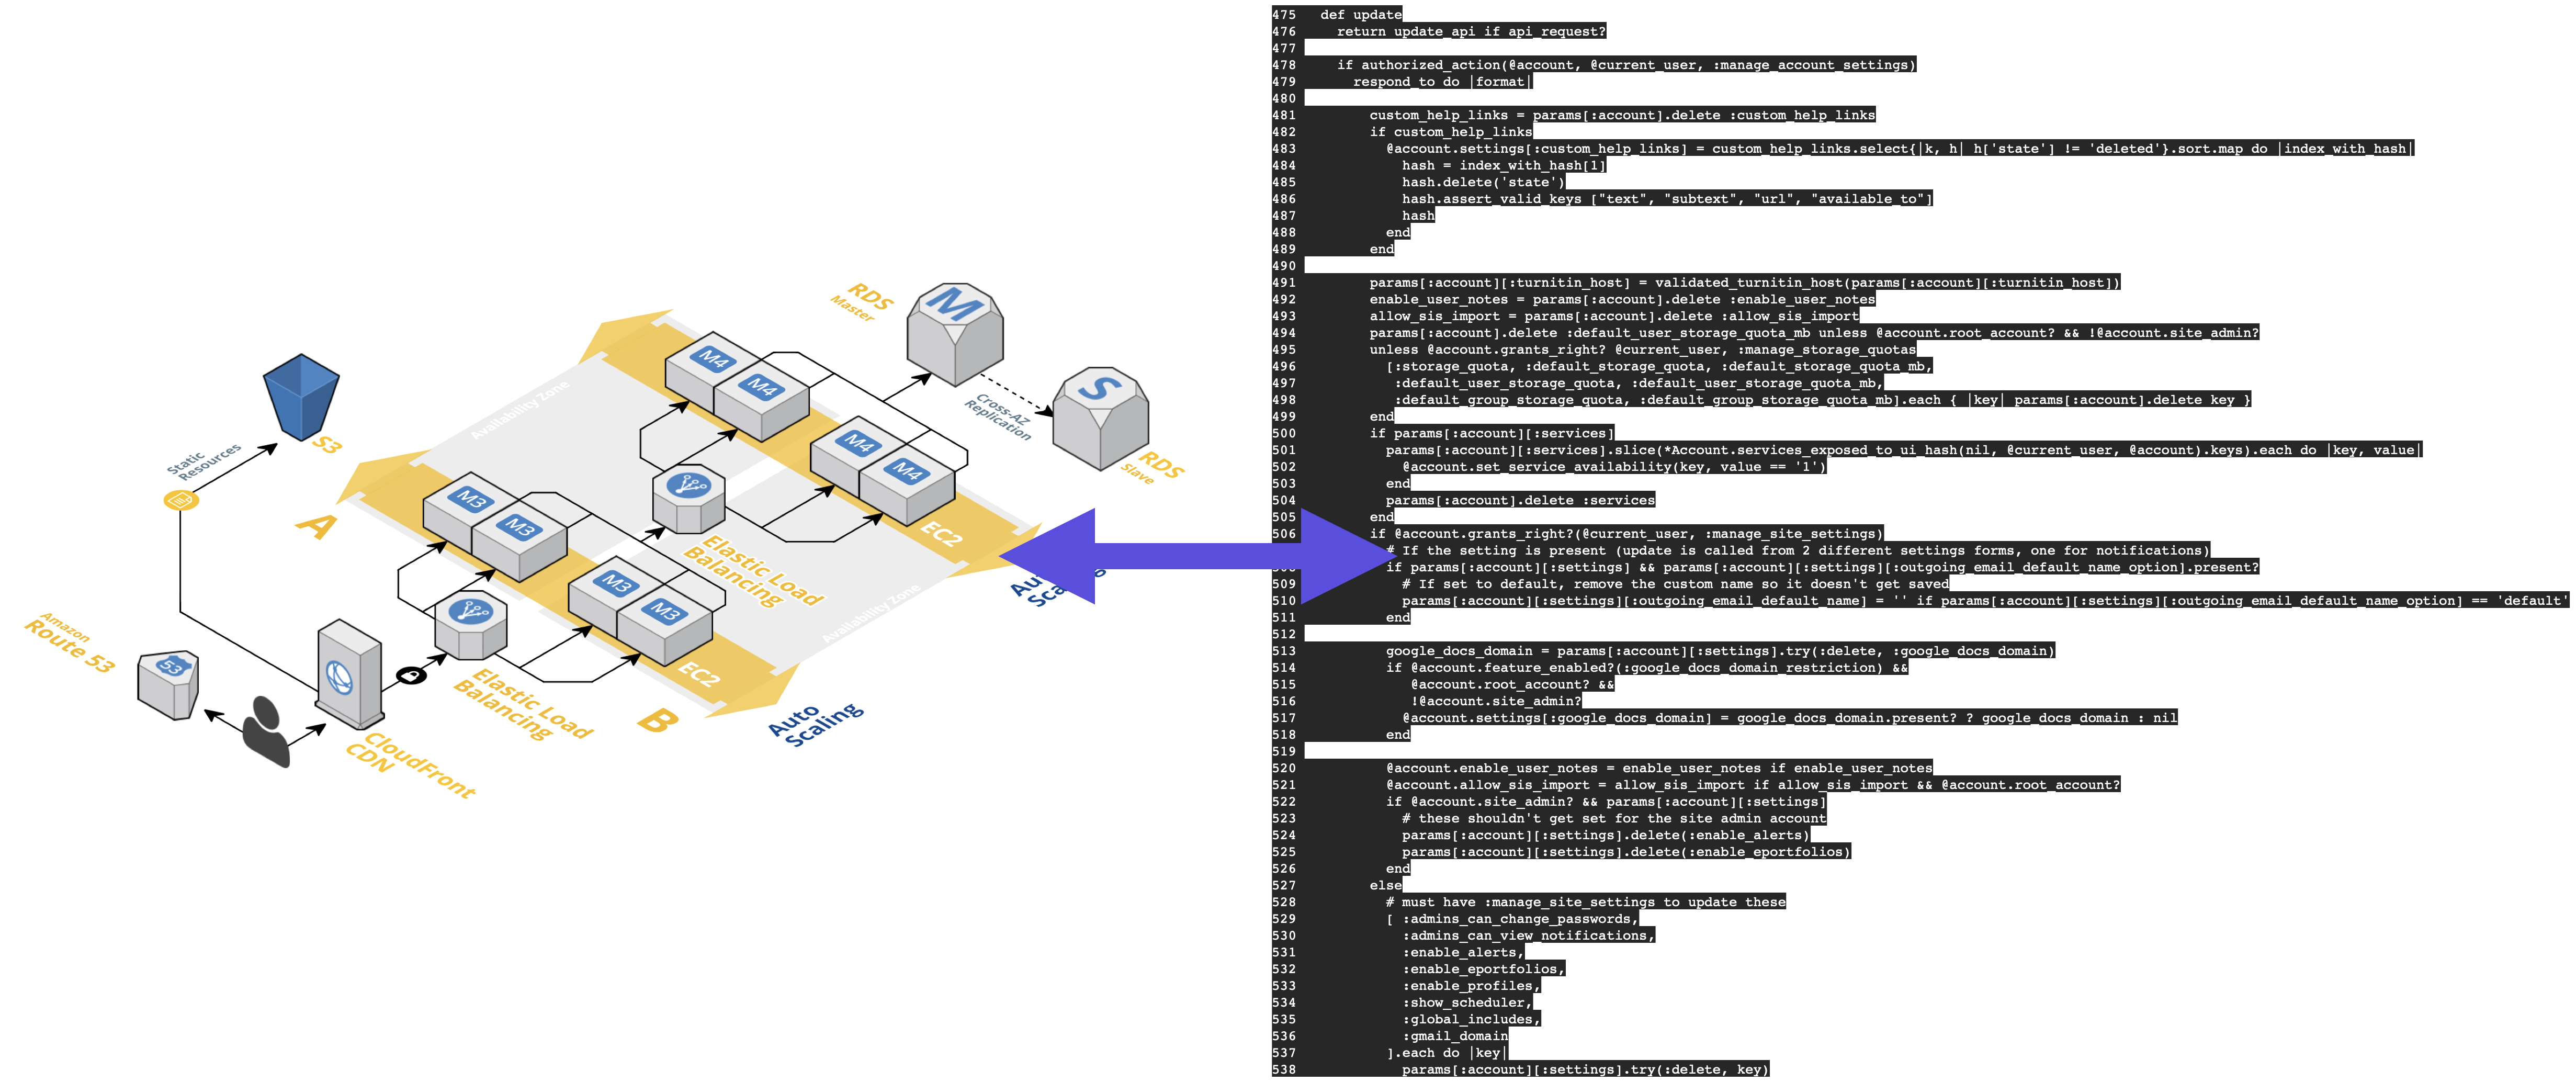 RDS
Master
M
S
RDS
Slave
Cross-AZ
Replication
M4
M4
M4
M4
Availability Zone
S3
Static
Resources
A
M3
M3
M3
M3
EC2
Elastic Load
Balancing
Availability Zone
Auto
Scaling
EC2
B
Auto
Scaling
Elastic Load
Balancing
Amazon
Route 53
53
CloudFront
CDN
475 def update
476 return update_api if api_request?
477
478 if authorized_action(@account, @current_user, :manage_account_settings)
479 respond_to do |format|
480
481 custom_help_links = params[:account].delete :custom_help_links
482 if custom_help_links
483 @account.settings[:custom_help_links] = custom_help_links.select{|k, h| h['state'] != 'deleted'}.sort.map do |index_with_hash|
484 hash = index_with_hash[1]
485 hash.delete('state')
486 hash.assert_valid_keys ["text", "subtext", "url", "available_to"]
487 hash
488 end
489 end
490
491 params[:account][:turnitin_host] = validated_turnitin_host(params[:account][:turnitin_host])
492 enable_user_notes = params[:account].delete :enable_user_notes
493 allow_sis_import = params[:account].delete :allow_sis_import
494 params[:account].delete :default_user_storage_quota_mb unless @account.root_account? && !@account.site_admin?
495 unless @account.grants_right? @current_user, :manage_storage_quotas
496 [:storage_quota, :default_storage_quota, :default_storage_quota_mb,
497 :default_user_storage_quota, :default_user_storage_quota_mb,
498 :default_group_storage_quota, :default_group_storage_quota_mb].each { |key| params[:account].delete key }
499 end
500 if params[:account][:services]
501 params[:account][:services].slice(*Account.services_exposed_to_ui_hash(nil, @current_user, @account).keys).each do |key, value|
502 @account.set_service_availability(key, value == '1')
503 end
504 params[:account].delete :services
505 end
506 if @account.grants_right?(@current_user, :manage_site_settings)
# If the setting is present (update is called from 2 different settings forms, one for notifications)
if params[:account][:settings] && params[:account][:settings][:outgoing_email_default_name_option].present?
509 # If set to default, remove the custom name so it doesn't get saved
510 params[:account][:settings][:outgoing_email_default_name] = '' if params[:account][:settings][:outgoing_email_default_name_option] == 'default'
511 end
512
513 google_docs_domain = params[:account][:settings].try(:delete, :google_docs_domain)
514 if @account.feature_enabled?(:google_docs_domain_restriction) &&
515 @account.root_account? &&
516 !@account.site_admin?
517 @account.settings[:google_docs_domain] = google_docs_domain.present? ? google_docs_domain : nil
518 end
519
520 @account.enable_user_notes = enable_user_notes if enable_user_notes
521 @account.allow_sis_import = allow_sis_import if allow_sis_import && @account.root_account?
522 if @account.site_admin? && params[:account][:settings]
523 # these shouldn't get set for the site admin account
524 params[:account][:settings].delete(:enable_alerts)
525 params[:account][:settings].delete(:enable_eportfolios)
526 end
527 else
528 # must have :manage_site_settings to update these
529 [ :admins_can_change_passwords,
530 :admins_can_view_notifications,
531 :enable_alerts,
532 :enable_eportfolios,
533 :enable_profiles,
534 :show_scheduler,
535 :global_includes,
536 :gmail_domain
537 ].each do |key|
538 params[:account][:settings].try(:delete, key)